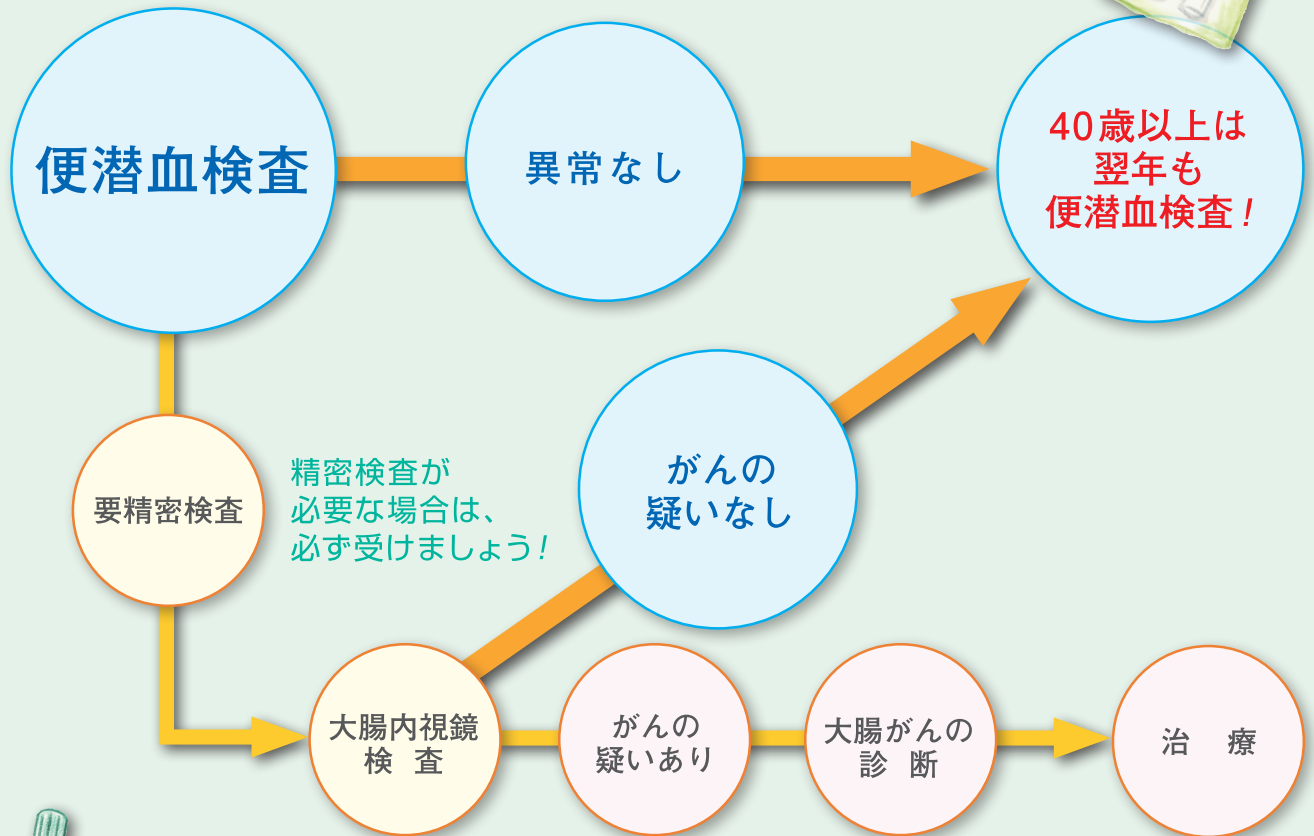 便潜血検査
異常なし
40歳以上は
翌年も
便潜血検査!
要精密検査
精密検査が
必要な場合は、
必ず受けましょう!
がんの
疑いなし
大腸内視鏡
検 査
がんの
疑いあり
大腸がんの
診 断
治 療